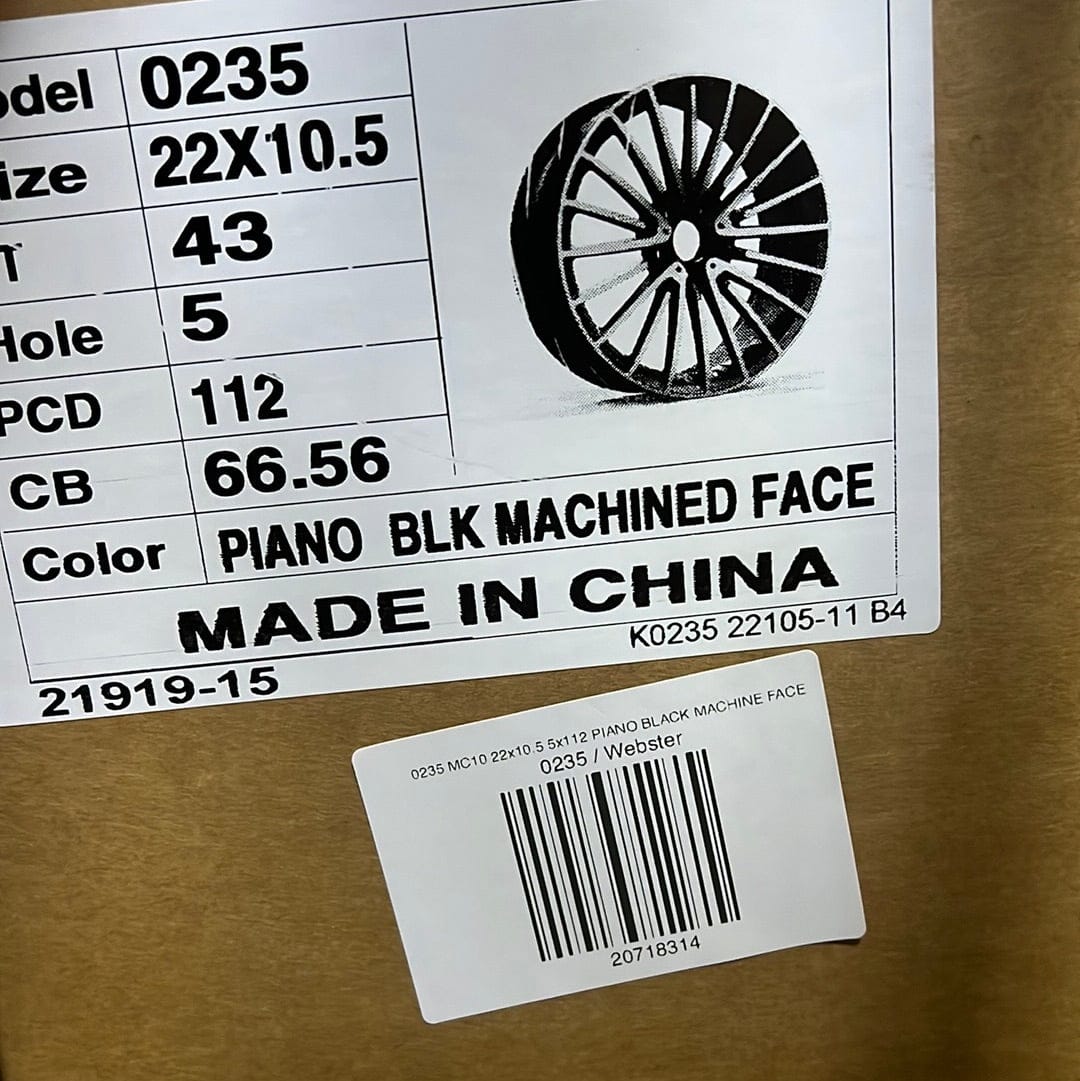 odel 0235
ize 22X10.5
T 43
Hole 5
PCD 112
CB 66.56
Color PIANO BLK MACHINED FACE
MADE IN CHINA
21919-15 K0235 22105-11 B4
0235 MC10 22x10.5 5x112 PIANO BLACK MACHINE FACE
0235 / Webster
20718314